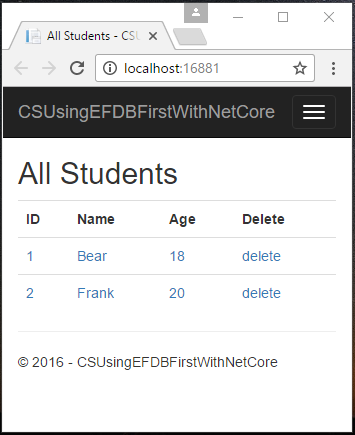 All Students - CSU
localhost:16881
CSUsingEFDBFirstWithNetCore
All Students
ID Name Age Delete
1 Bear 18 delete
2 Frank 20 delete
© 2016 - CSUsingEFDBFirstWithNetCore